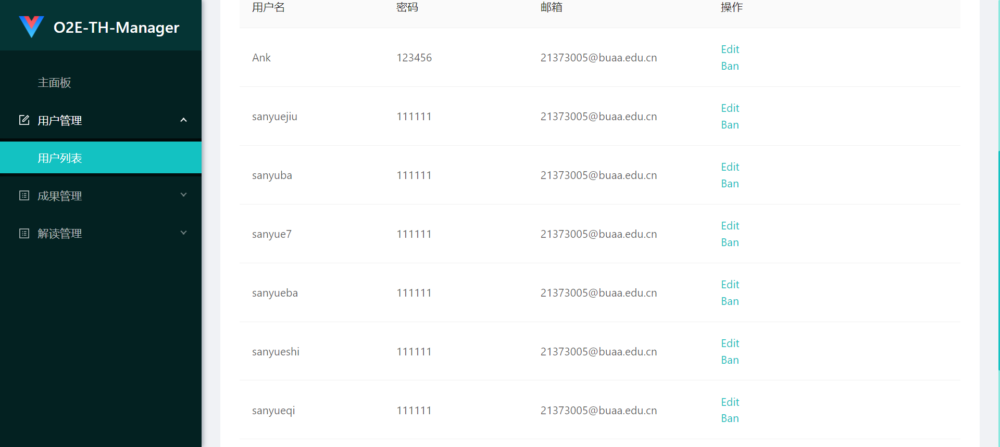 O2E-TH-Manager
主面板
用户管理
用户列表
成果管理
解读管理
用户名 密码 邮箱 操作
Ank 123456 21373005@buaa.edu.cn Edit
Ban
sanyuejiu 111111 21373005@buaa.edu.cn Edit
Ban
sanyuba 111111 21373005@buaa.edu.cn Edit
Ban
sanyue7 111111 21373005@buaa.edu.cn Edit
Ban
sanyueba 111111 21373005@buaa.edu.cn Edit
Ban
sanyueshi 111111 21373005@buaa.edu.cn Edit
Ban
sanyueqi 111111 21373005@buaa.edu.cn Edit
Ban